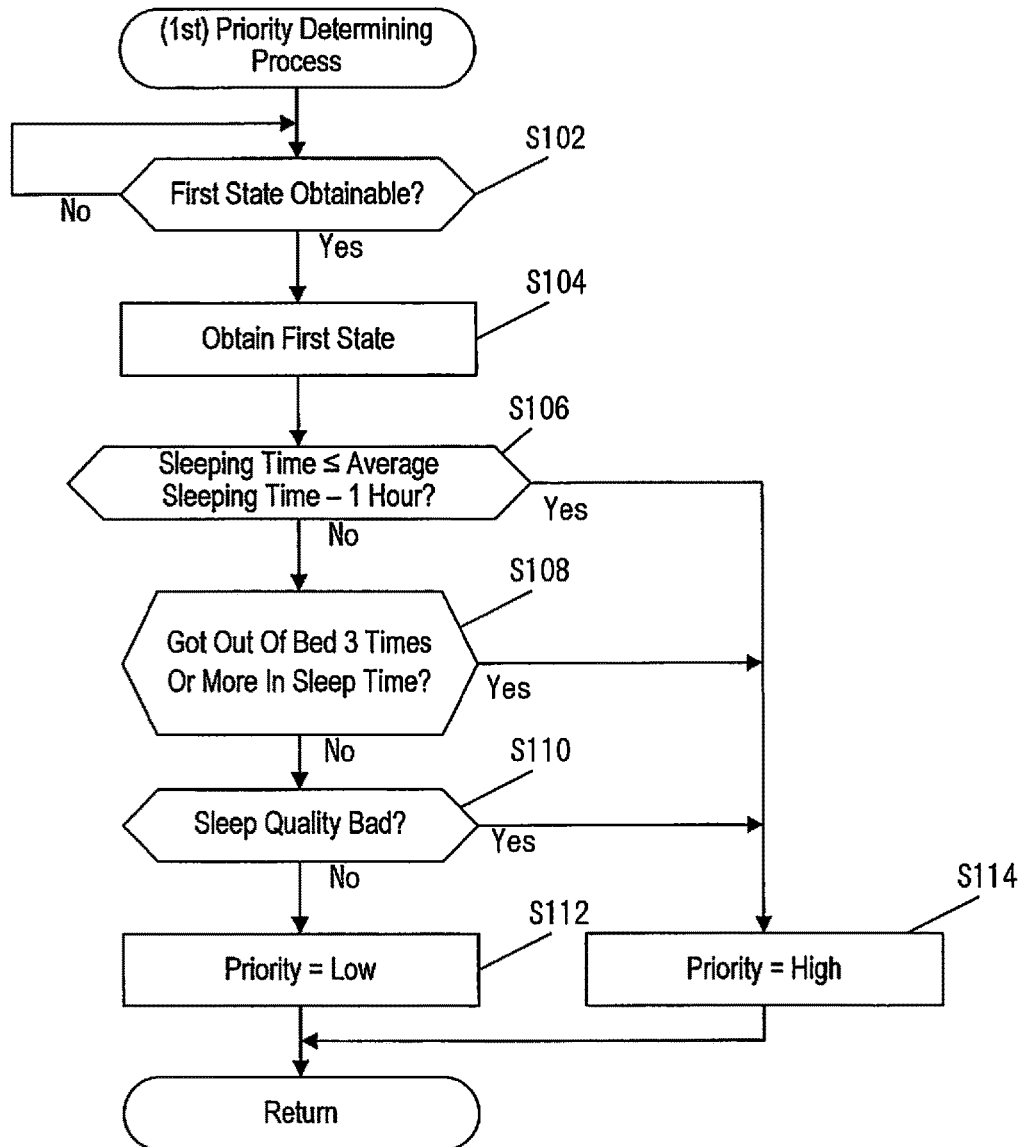 (1st) Priority Determining
Process
S102
First State Obtainable?
No
Yes
S104
Obtain First State
S106
Sleeping Time ≤ Average
Sleeping Time – 1 Hour?
Yes
No
S108
Got Out Of Bed 3 Times
Or More In Sleep Time?
Yes
No
S110
Sleep Quality Bad?
Yes
No
S112
S114
Priority = Low
Priority = High
Return